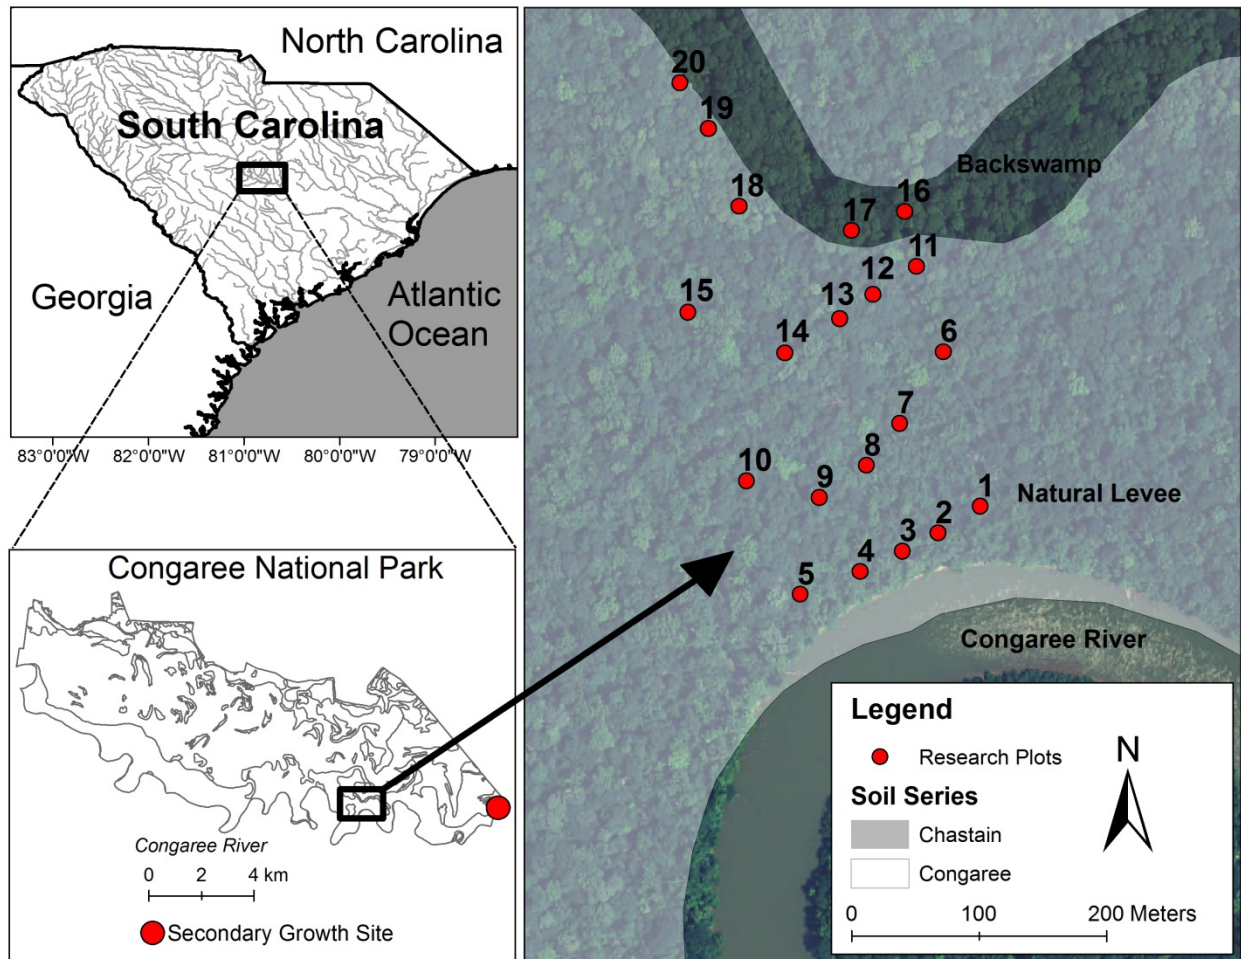 North Carolina
South Carolina
Georgia
Atlantic
Ocean
83°0'0"W 82°0'0"W 81°0'0"W 80°0'0"W 79°0'0"W
Congaree National Park
Congaree River
0 2 4 km
Secondary Growth Site
20
19
18
17
16
Backswamp
11
12
13
14
15
6
7
8
9
10
1
2
3
4
5
Natural Levee
Congaree River
Legend
Research Plots
Soil Series
Chastain
Congaree
N
0 100 200 Meters